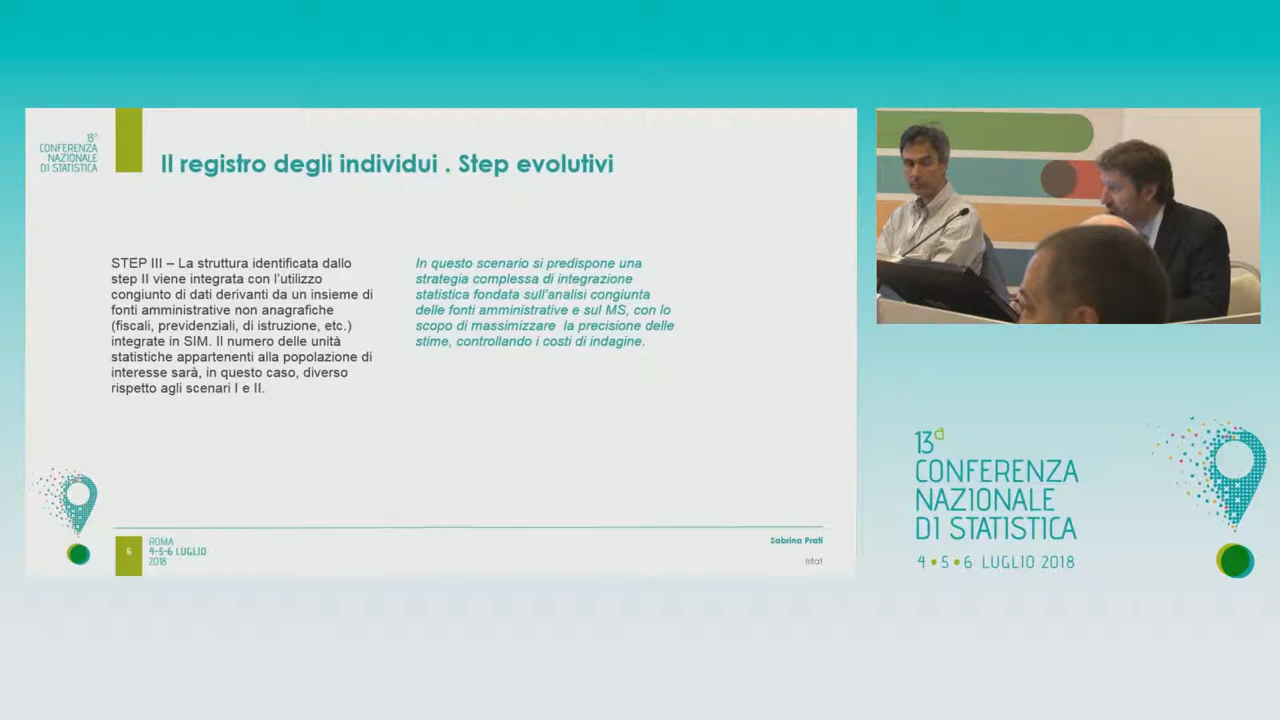 13a
CONFERENZA
NAZIONALE
DI STATISTICA
Il registro degli individui . Step evolutivi
STEP III – La struttura identificata dallo
step II viene integrata con l'utilizzo
congiunto di dati derivanti da un insieme di
fonti amministrative non anagrafiche
(fiscali, previdenziali, di istruzione, etc.)
integrate in SIM. Il numero delle unità
statistiche appartenenti alla popolazione di
interesse sarà, in questo caso, diverso
rispetto agli scenari I e II.
In questo scenario si predispone una
strategia complessa di integrazione
statistica fondata sull'analisi congiunta
delle fonti amministrative e sul MS, con lo
scopo di massimizzare la precisione delle
stime, controllando i costi di indagine.
6
ROMA
4-5-6 LUGLIO
2018
Sabrina Prati
Istat
13a
CONFERENZA
NAZIONALE
DI STATISTICA
4•5•6 LUGLIO 2018